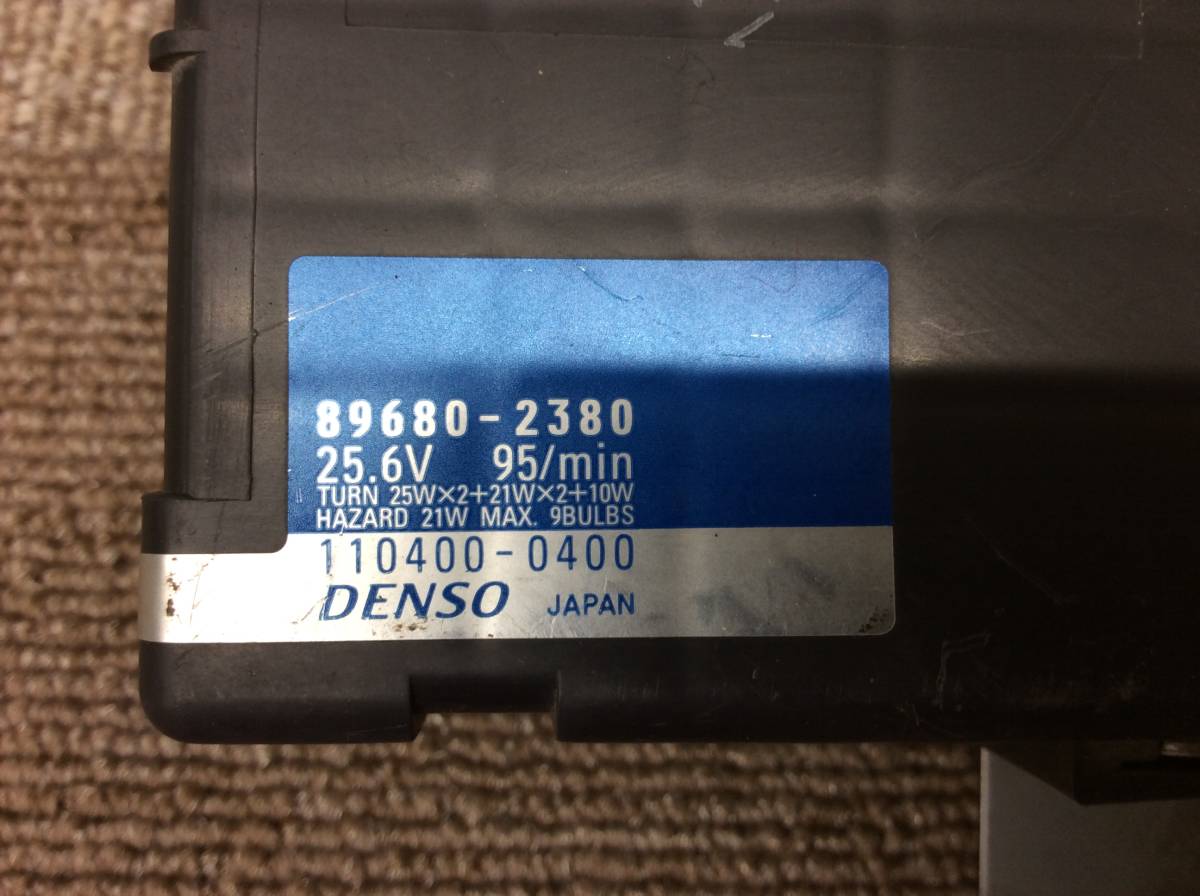 89680-2380
25.6V 95/min
TURN 25W×2+21W×2+10W
HAZARD 21W MAX. 9BULBS
110400-0400
DENSO JAPAN